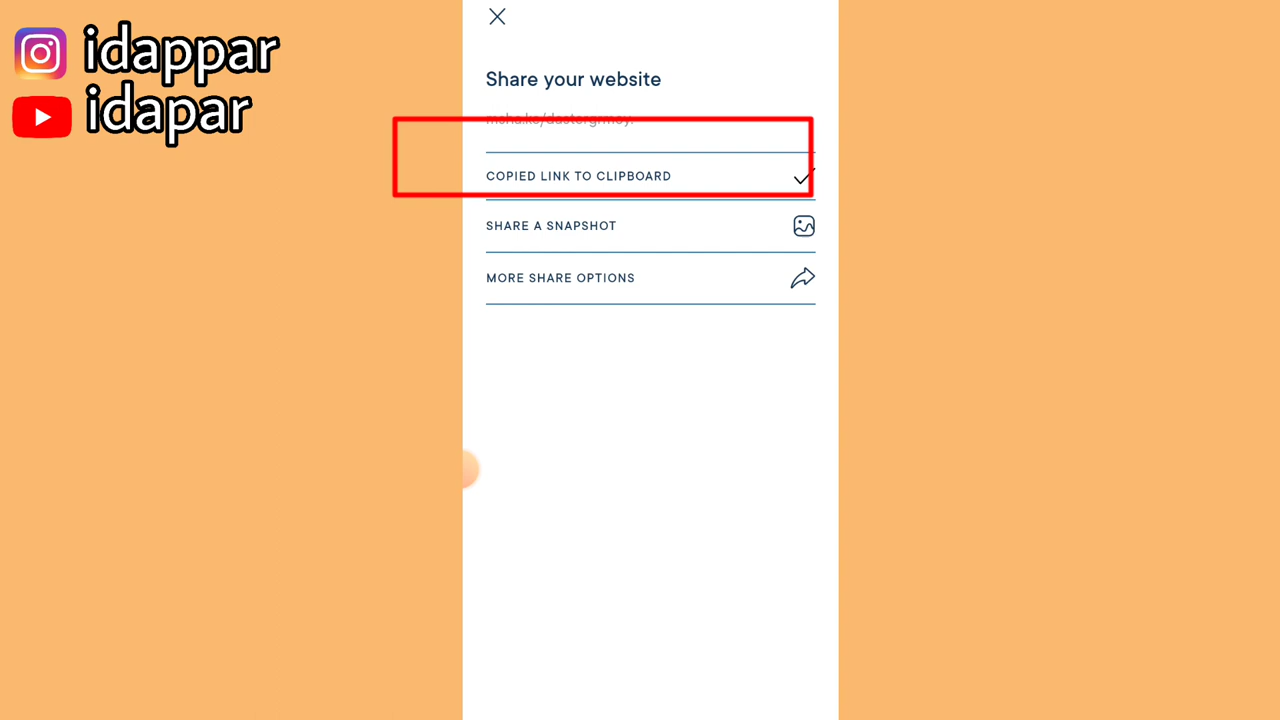 idappar
idapar
Share your website
COPIED LINK TO CLIPBOARD
SHARE A SNAPSHOT
MORE SHARE OPTIONS